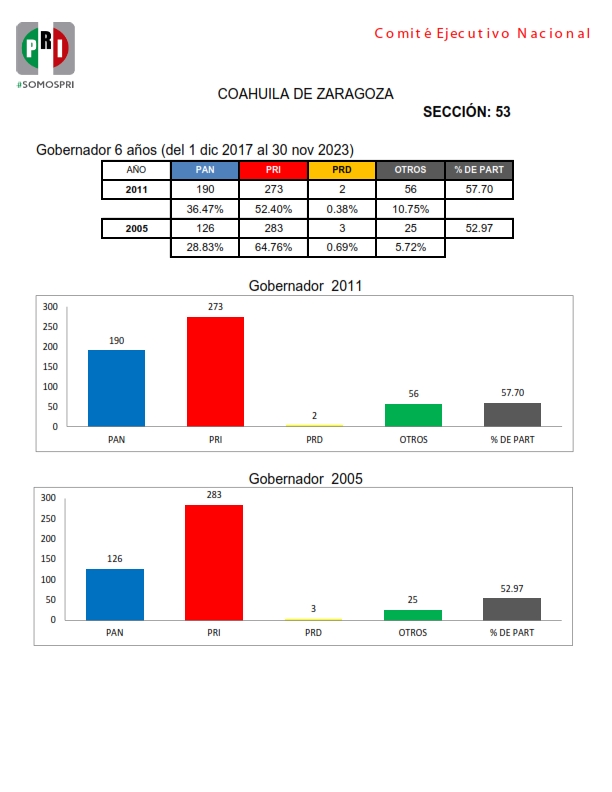 PRI
Comité Ejecutivo Nacional
#SOMOSPRI
COAHUILA DE ZARAGOZA
SECCIÓN: 53
Gobernador 6 años (del 1 dic 2017 al 30 nov 2023)
AÑO PAN PRI PRD OTROS % DE PART
2011 190 273 2 56 57.70
36.47% 52.40% 0.38% 10.75%
2005 126 283 3 25 52.97
28.83% 64.76% 0.69% 5.72%
Gobernador 2011
300
250
200
150
100
50
0
190
273
2
56
57.70
PAN PRI PRD OTROS % DE PART
Gobernador 2005
300
250
200
150
100
50
0
126
283
3
25
52.97
PAN PRI PRD OTROS % DE PART